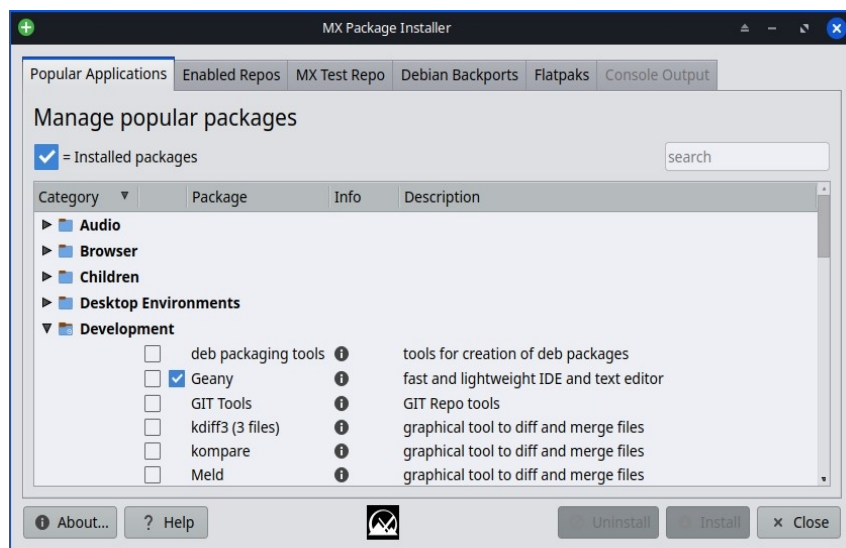 MX Package Installer
Popular Applications Enabled Repos MX Test Repo Debian Backports Flatpaks Console Output
Manage popular packages
= Installed packages
search
Category Package Info Description
Audio
Browser
Children
Desktop Environments
Development
deb packaging tools tools for creation of deb packages
Geany fast and lightweight IDE and text editor
GIT Tools GIT Repo tools
kdiff3 (3 files) graphical tool to diff and merge files
kompare graphical tool to diff and merge files
Meld graphical tool to diff and merge files
About... ? Help Uninstall Install Close